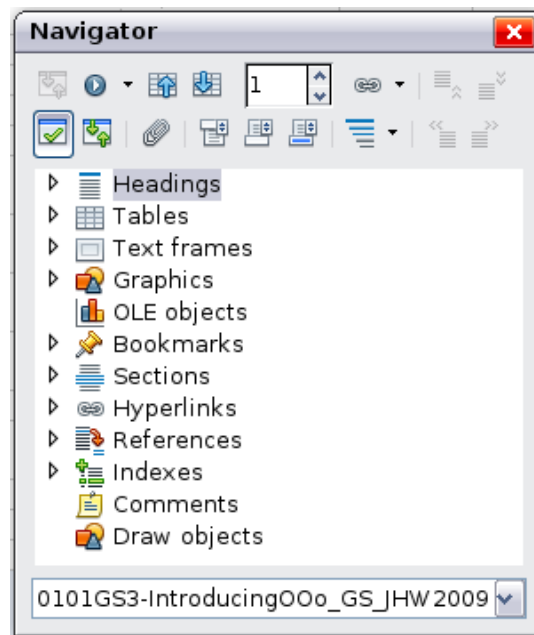 Navigator
1
Headings
Tables
Text frames
Graphics
OLE objects
Bookmarks
Sections
Hyperlinks
References
Indexes
Comments
Draw objects
0101GS3-IntroducingOOo_GS_JHW2009